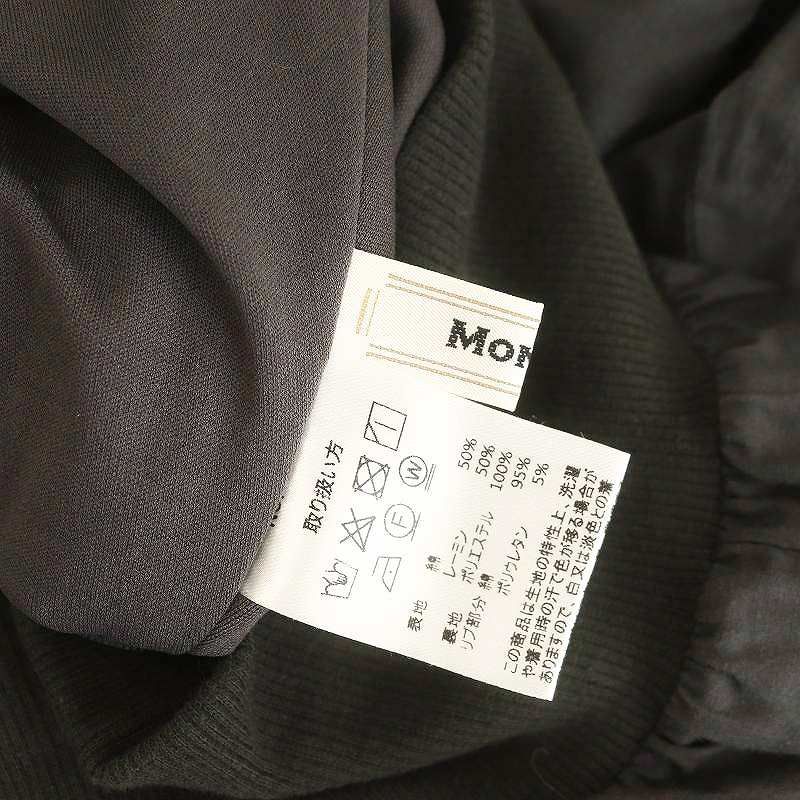 Mon
取り扱い方
W
F
表地 綿 50%
レーミン 50%
裏地 ポリエステル 100%
リブ部分 綿 95%
ポリウレタン 5%
この商品は生地の特性上、洗濯
や着用時の汗で色が移る場合が
ありますので、白又は淡色との着